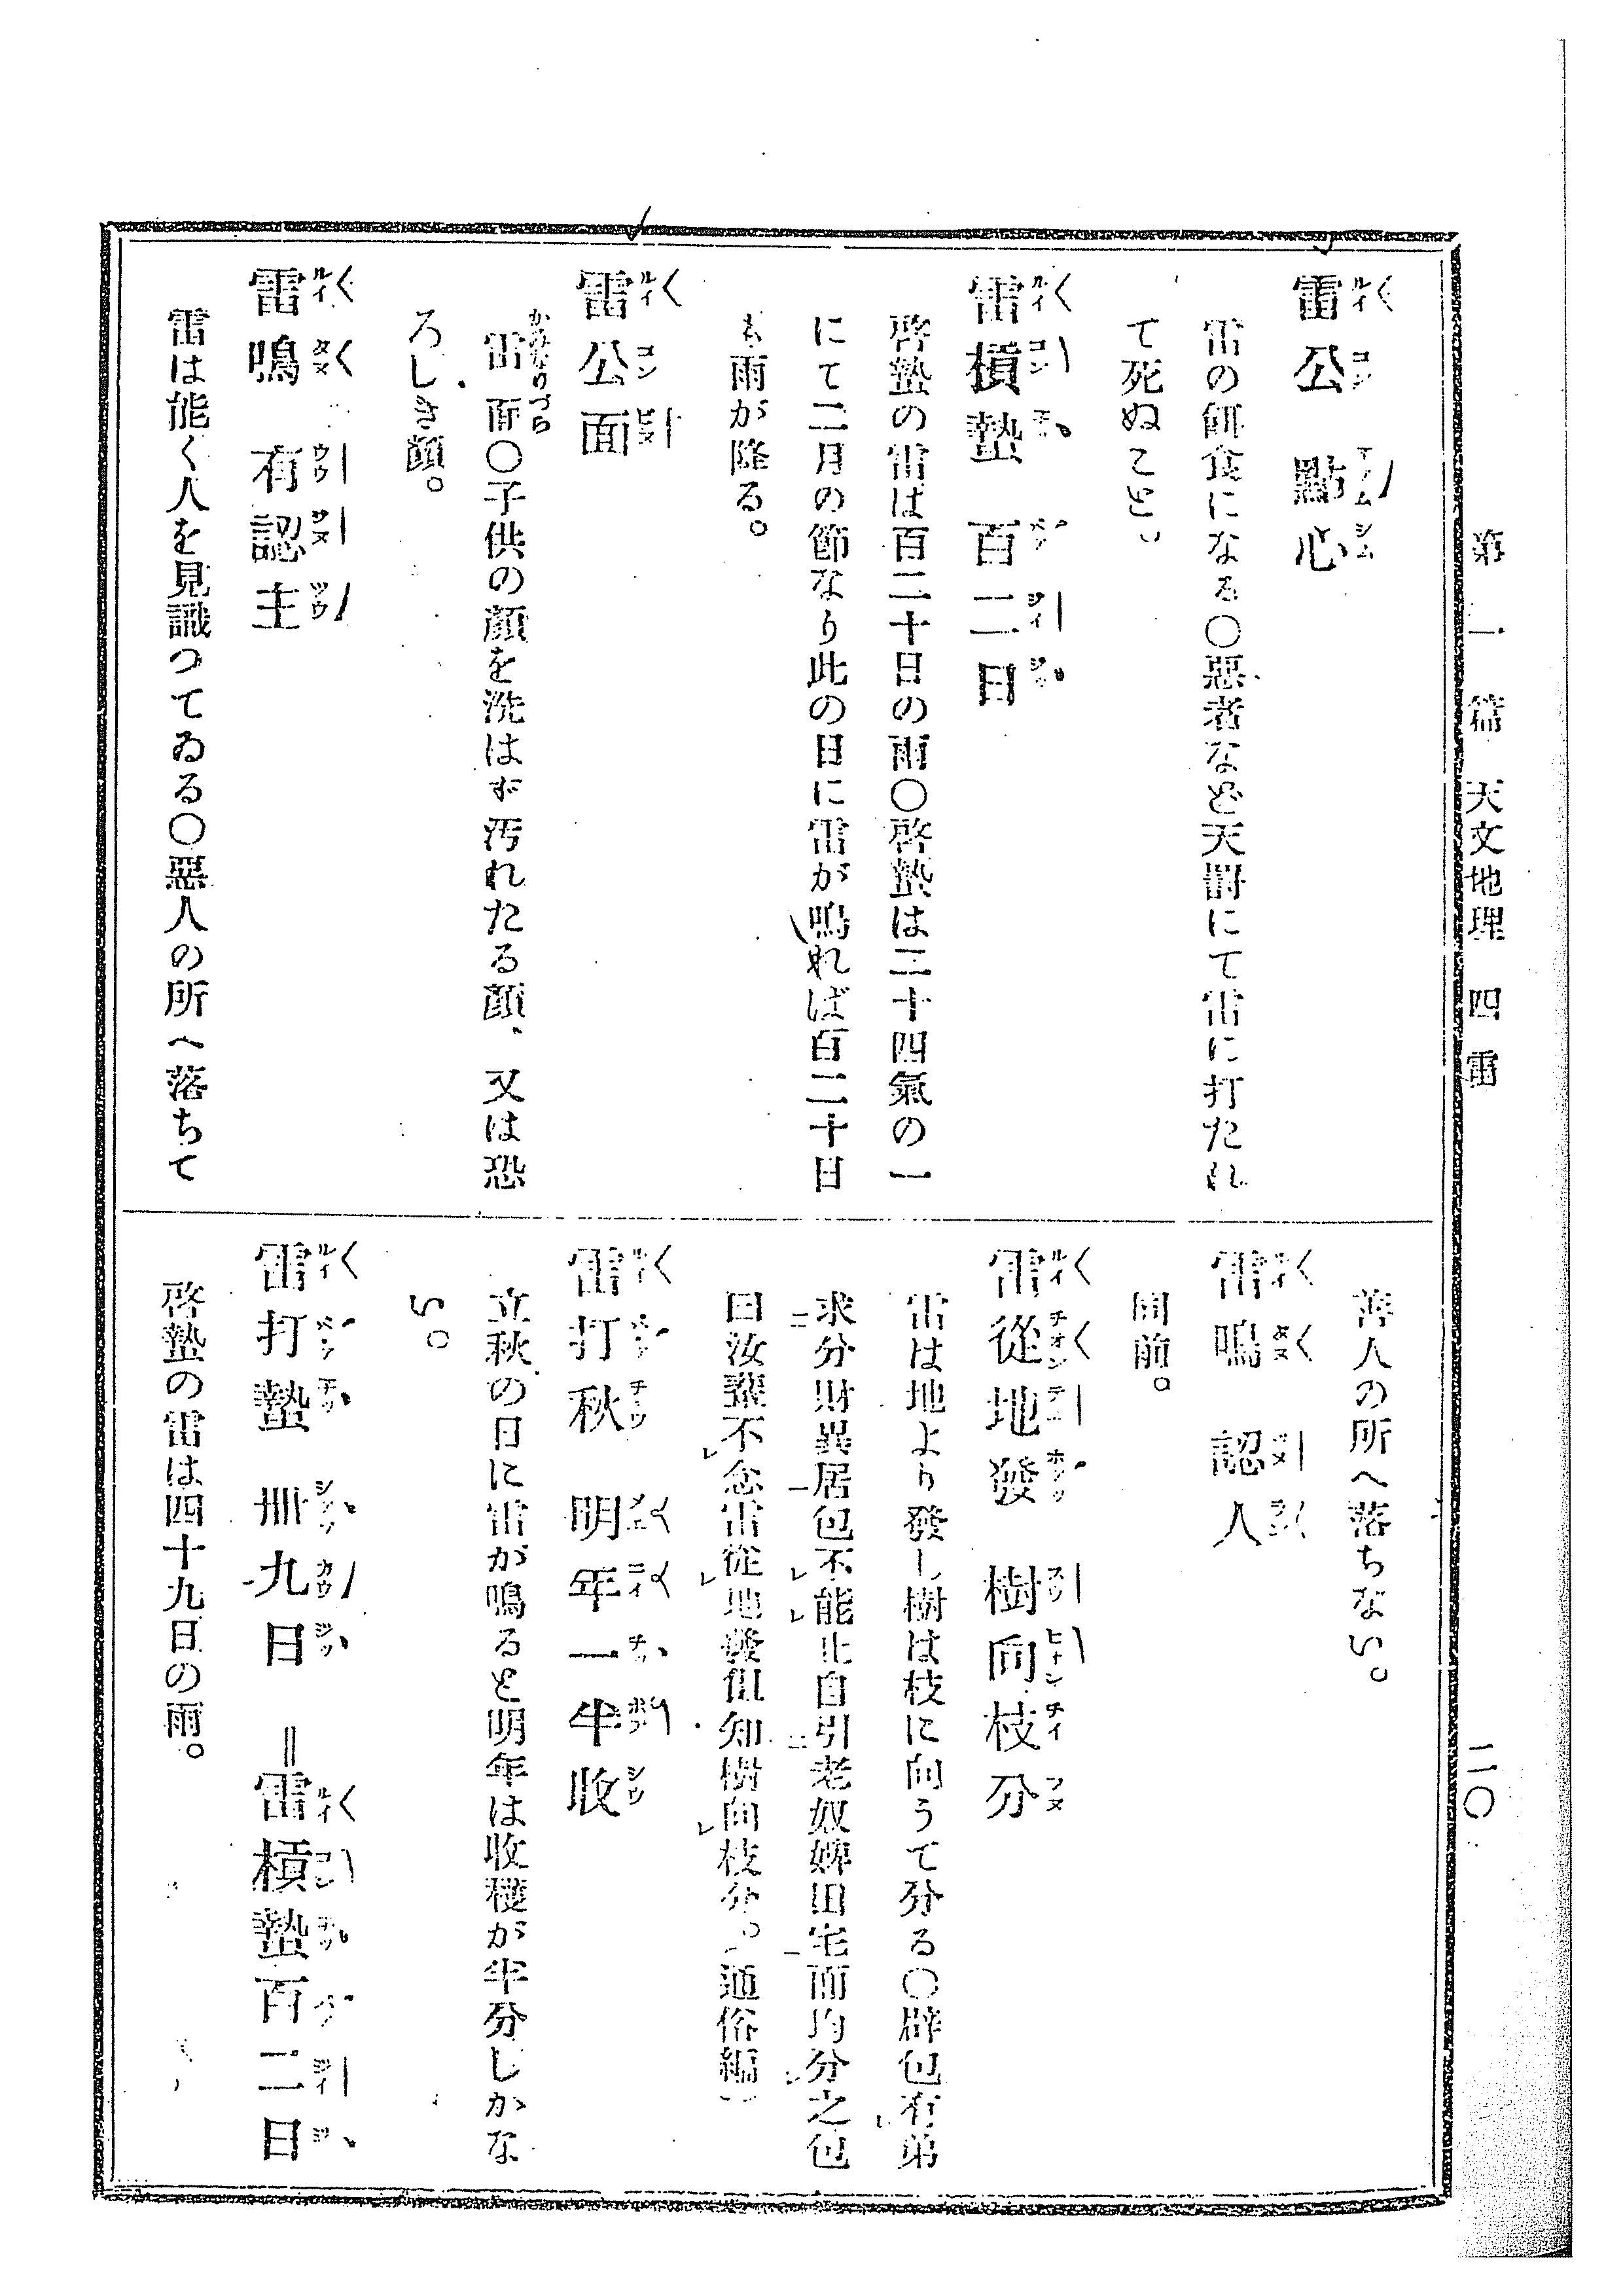 第一篇 天文地理 四 雷
二〇
雷公 點心
雷の餌食になる〇惡者など天罰にて雷に打たれ
て死ぬこと。
雷槓蟄 百二日
啓蟄の雷は百二十日の雨〇啓蟄は二十四氣の一
にて二月の節なり此の日に雷が鳴れば百二十日
も雨が降る。
雷公面
雷面〇子供の顏を洗はず汚れたる顏、又は恐
ろしき顏。
雷鳴 有認主
雷は能く人を見識つてゐる〇惡人の所へ落ちて
善人の所へ落ちない。
雷鳴 認人
同前。
雷從地發 樹向枝分
雷は地より發し樹は枝に向うて分る〇辟包有弟
求分財異居包不能止自引老奴婢田宅而均分之包
曰汝輩不念雷從地發但知樹向枝分。（通俗編）
雷打秋 明年一半收
立秋の日に雷が鳴ると明年は收穫が半分しかな
い。
雷打蟄 卌九日 ＝雷槓蟄百二日
啓蟄の雷は四十九日の雨。